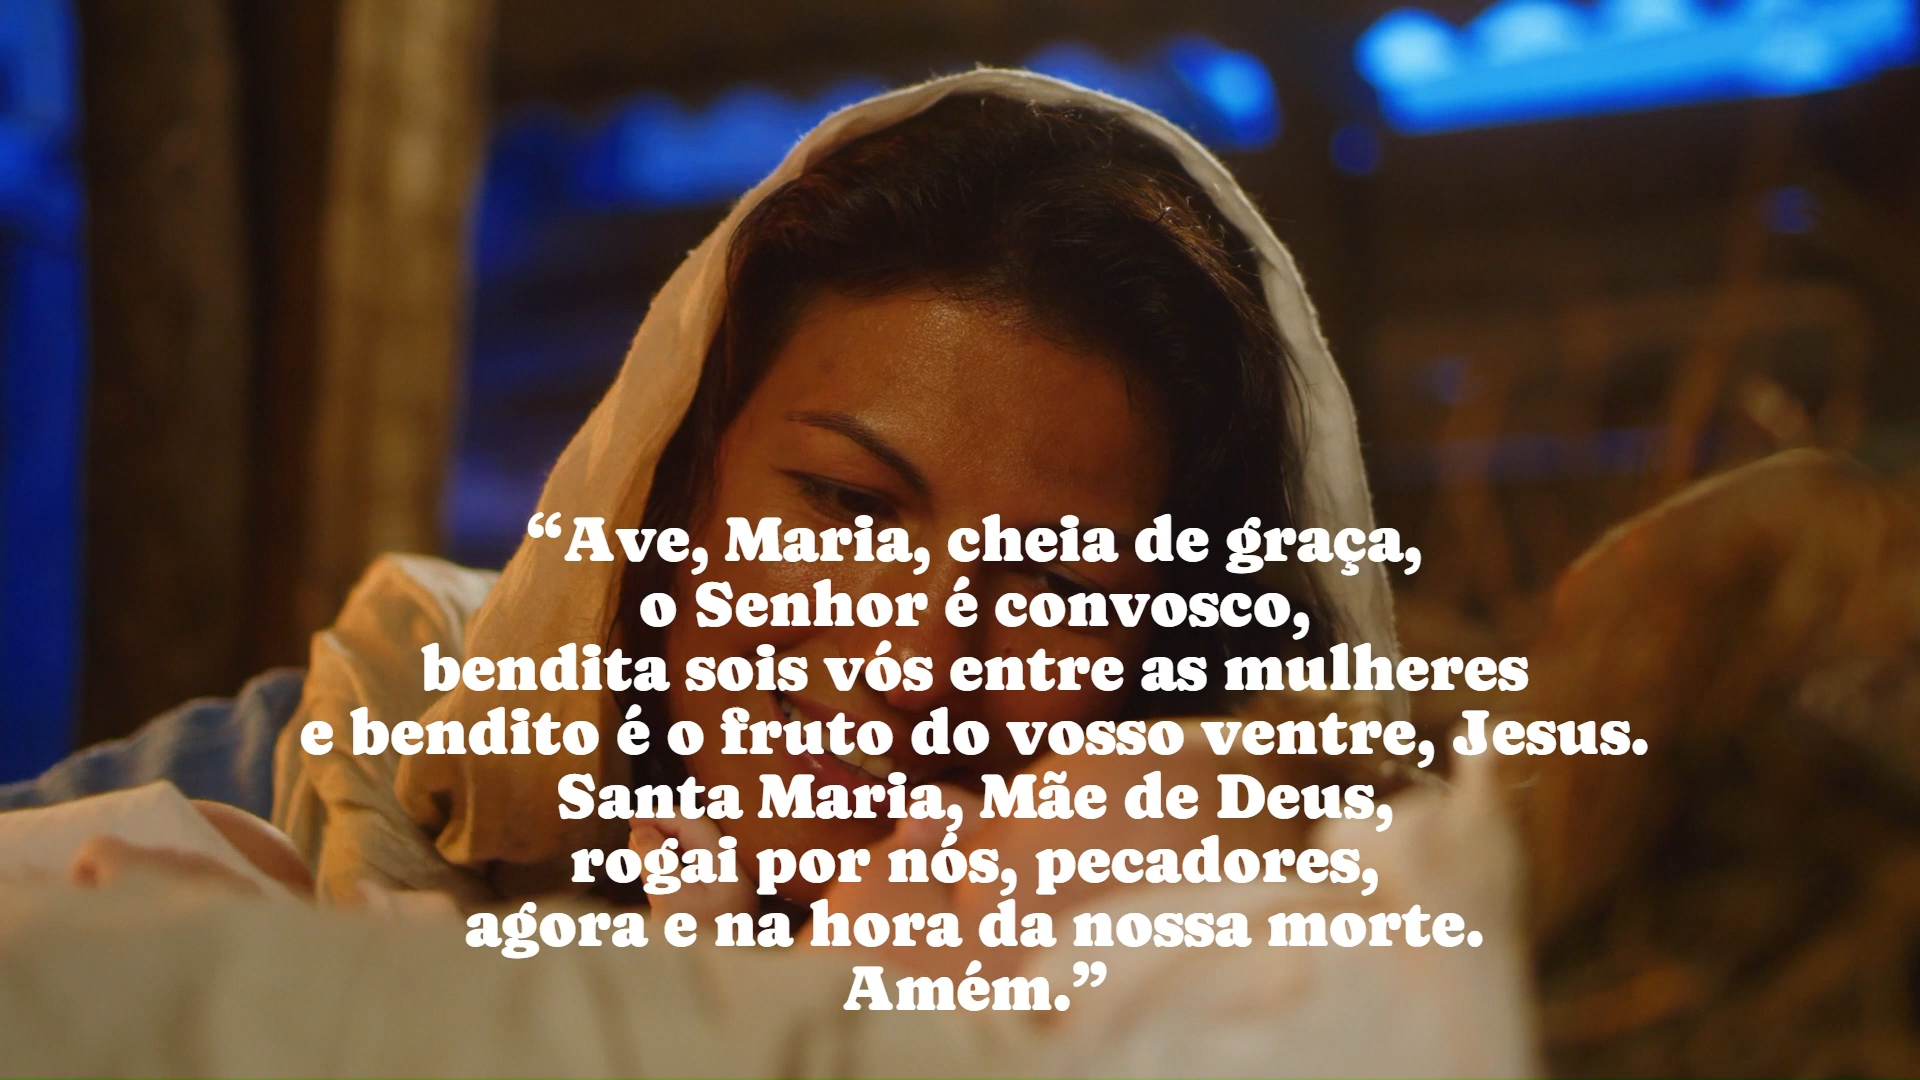 “Ave, Maria, cheia de graça,
o Senhor é convosco,
bendita sois vós entre as mulheres
e bendito é o fruto do vosso ventre, Jesus.
Santa Maria, Mãe de Deus,
rogai por nós, pecadores,
agora e na hora da nossa morte.
Amém.”